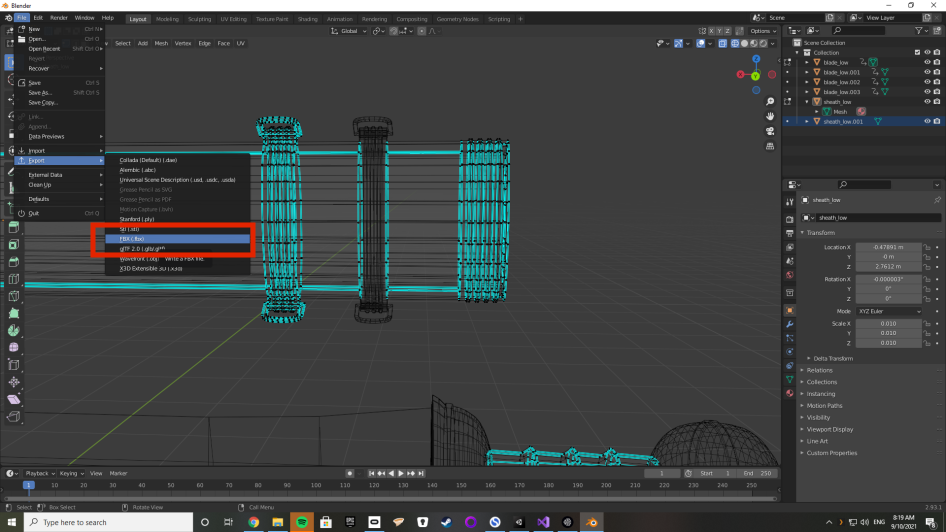 Blender
File Edit Render Window Help Layout Modeling Sculpting UV Editing Texture Paint Shading Animation Rendering Compositing Geometry Nodes Scripting + Scene View Layer
New Ctrl N
Open... Ctrl O
Open Recent Shift Ctrl O
Revert
Recover
Save Ctrl S
Save As... Shift Ctrl S
Save Copy...
Link...
Append...
Data Previews
Import
Export
External Data
Clean Up
Defaults
Quit Ctrl Q
Select Add Mesh Vertex Edge Face UV
Global
X Y Z Options
Collada (Default) (.dae)
Alembic (.abc)
Universal Scene Description (.usd, .usdc, .usda)
Grease Pencil as SVG
Grease Pencil as PDF
Motion Capture (.bvh)
Stanford (.ply)
Stl (.stl)
FBX (.fbx)
glTF 2.0 (.glb/.gltf)
Wavefront (.obj) Write a FBX file.
X3D Extensible 3D (.x3d)
Z
X
Y
Scene Collection
Collection
blade_low
blade_low.001
blade_low.002
blade_low.003
sheath_low
Mesh
sheath_low.001
sheath_low
sheath_low
Transform
Location X -0.47891 m
Y -0 m
Z 2.7612 m
Rotation X -0.000003°
Y 0°
Z 0°
Mode XYZ Euler
Scale X 0.010
Y 0.010
Z 0.010
Delta Transform
Relations
Collections
Instancing
Motion Paths
Visibility
Viewport Display
Line Art
Custom Properties
Playback Keying View Marker 1 Start 1 End 250
1 10 20 30 40 50 60 70 80 90 100 110 120 130 140 150 160 170 180 190 200 210 220 230 240 250
Select Box Select Rotate View Call Menu 2.93.1
Type here to search
ENG
8:19 AM
9/10/2021